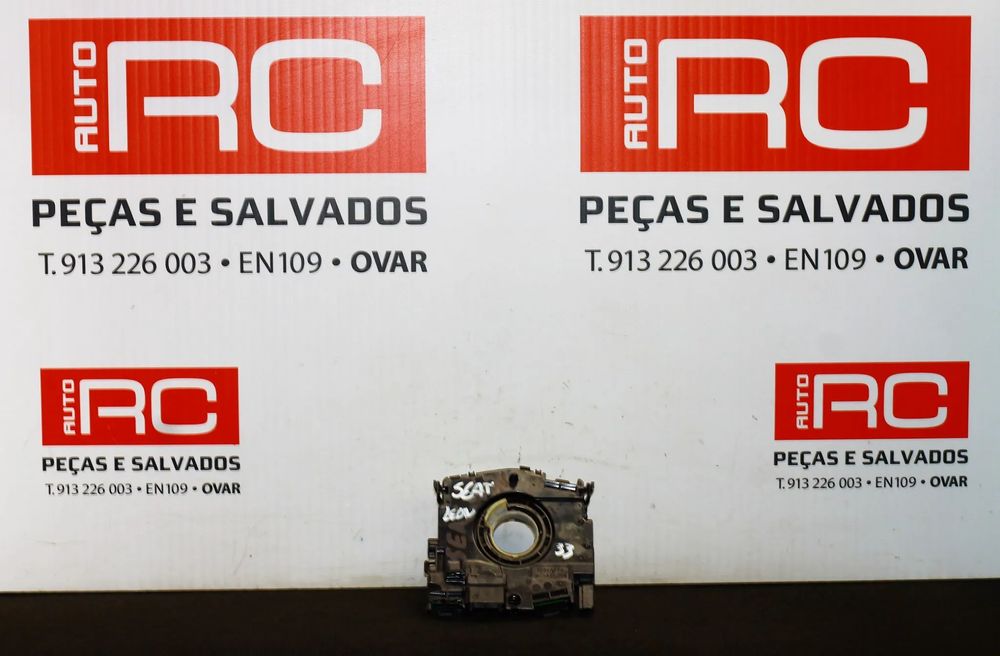 AUTO RC
PEÇAS E SALVADOS
T. 913 226 003 • EN109 • OVAR
AUTO RC
PEÇAS E SALVADOS
T. 913 226 003 • EN109 • OVAR
AUTO RC
PEÇAS E SALVADOS
T. 913 226 003 • EN109 • OVAR
AUTO RC
PEÇAS E SALVADOS
T. 913 226 003 • EN109 • OVAR
SEAT
33